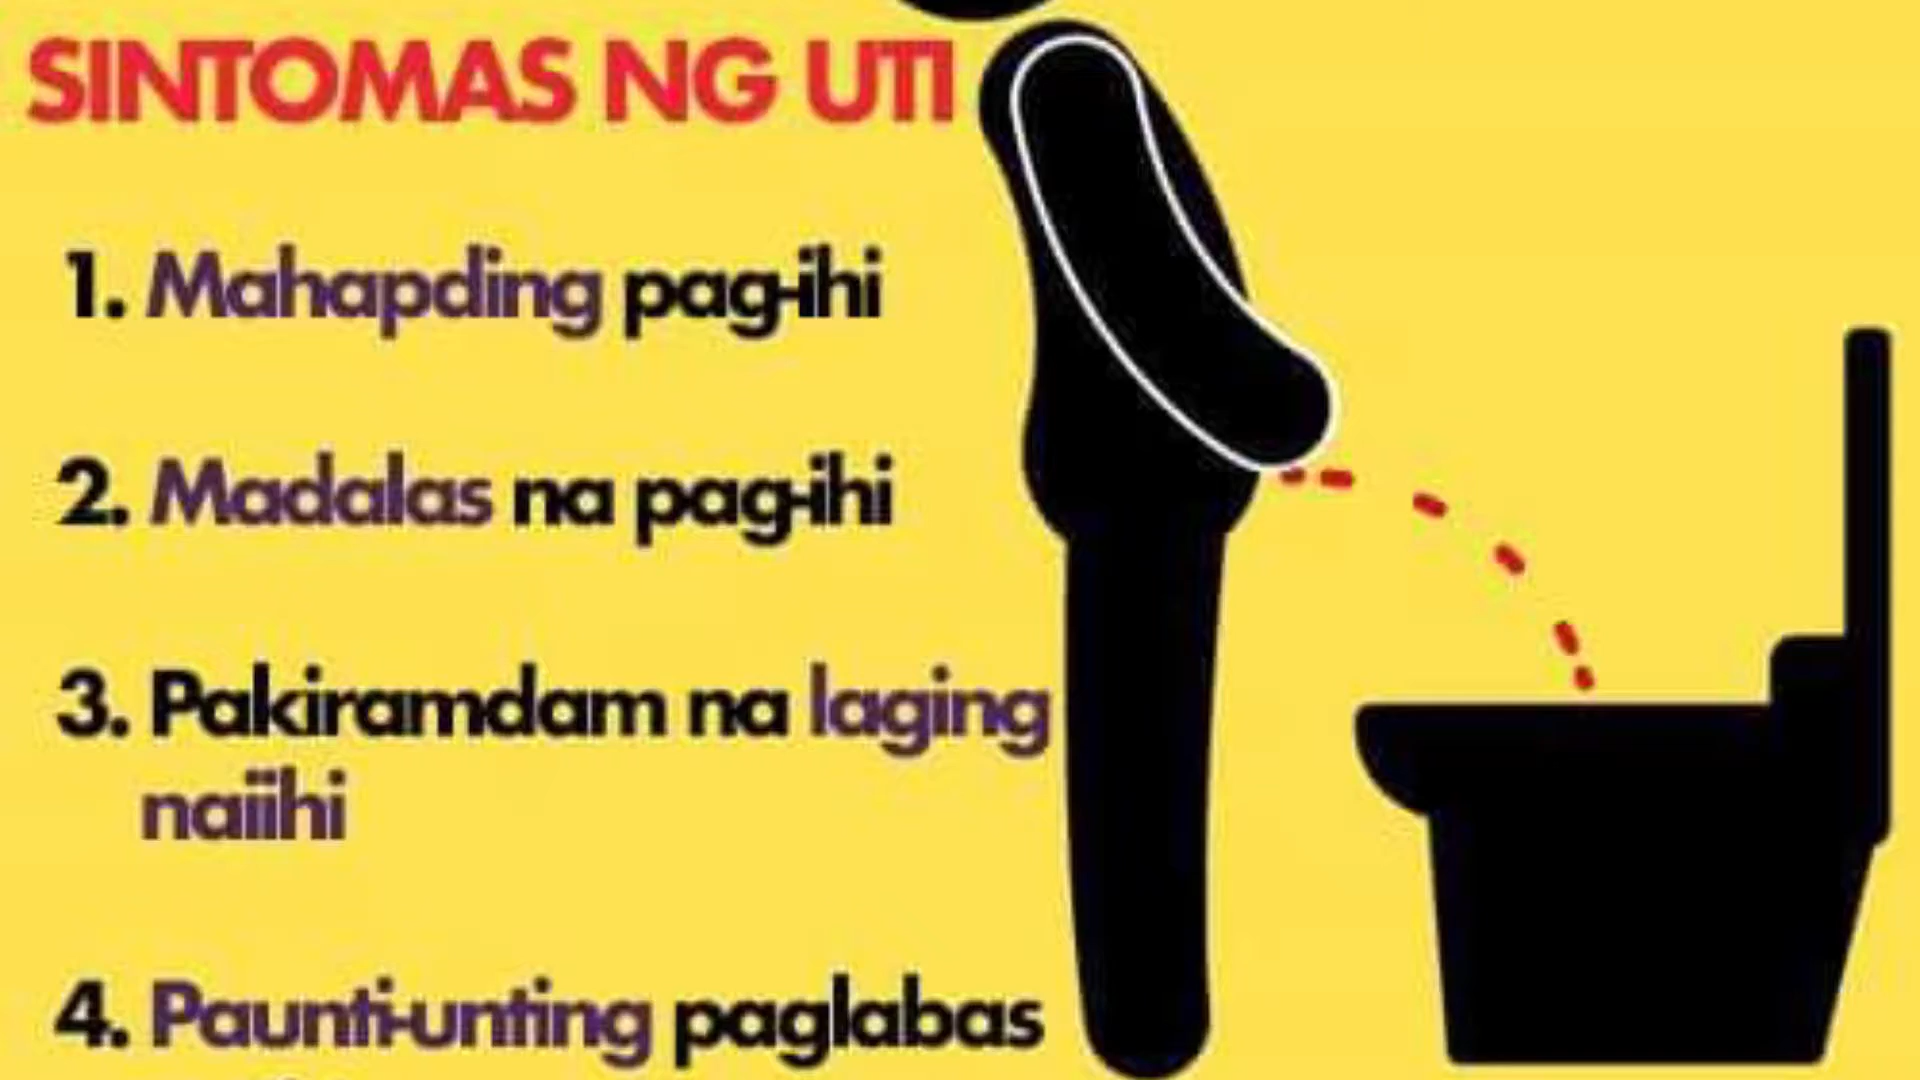 SINTOMAS NG UTI
1. Mahapding pag-ihi
2. Madalas na pag-ihi
3. Pakiramdam na laging
naiihi
4. Paunti-unting paglabas